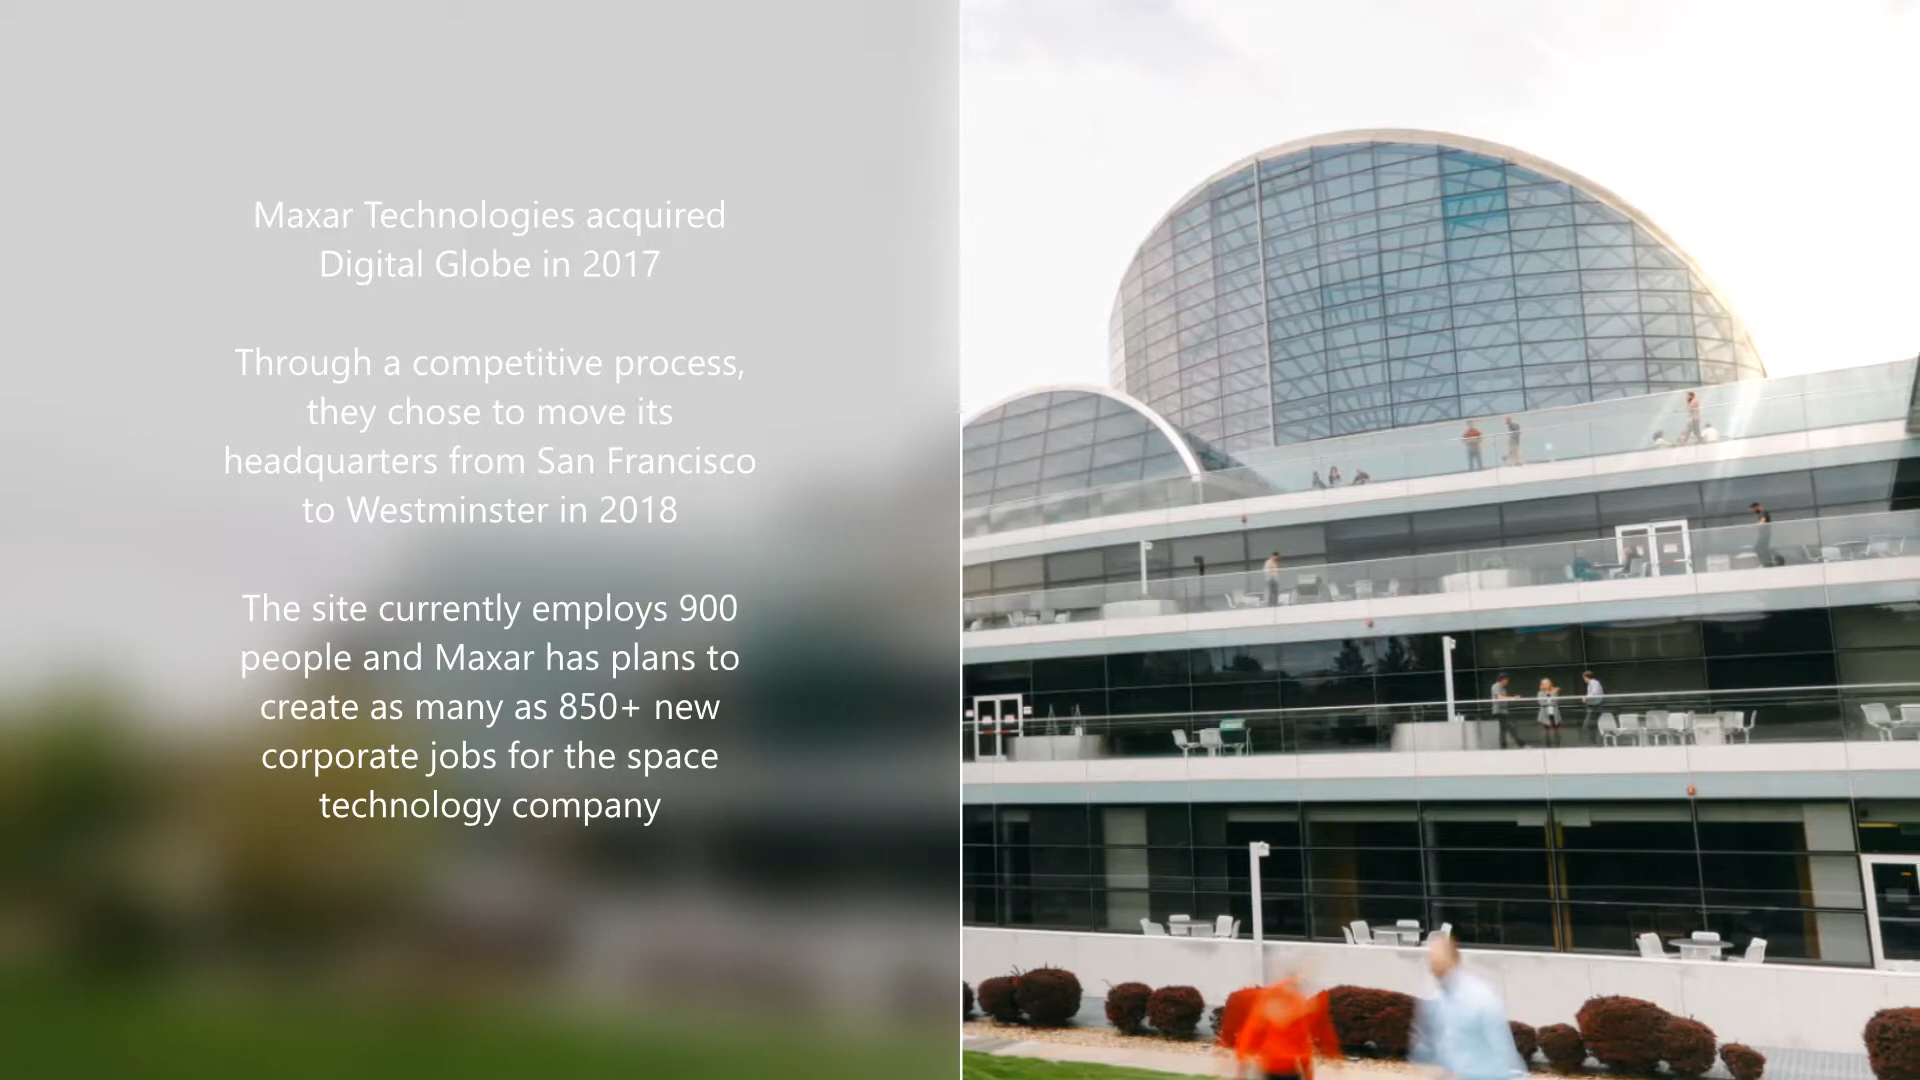 Maxar Technologies acquired
Digital Globe in 2017
Through a competitive process,
they chose to move its
headquarters from San Francisco
to Westminster in 2018
The site currently employs 900
people and Maxar has plans to
create as many as 850+ new
corporate jobs for the space
technology company